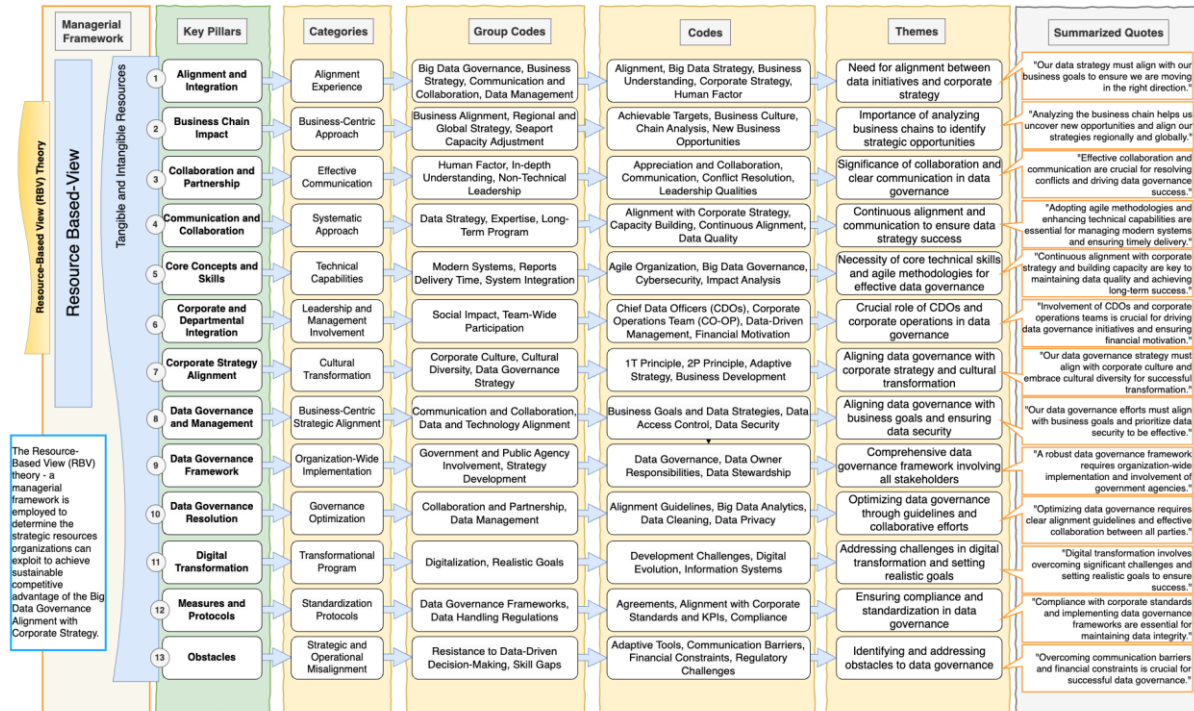 Managerial
Framework
Key Pillars
Categories
Group Codes
Codes
Themes
Summarized Quotes
Resource-Based View (RBV) Theory
Resource Based-View
Tangible and Intangible Resources
The Resource-
Based View (RBV)
theory - a
managerial
framework is
employed to
determine the
strategic resources
organizations can
exploit to achieve
sustainable
competitive
advantage of the Big
Data Governance
Alignment with
Corporate Strategy.
1
Alignment and
Integration
Alignment
Experience
Big Data Governance, Business
Strategy, Communication and
Collaboration, Data Management
Alignment, Big Data Strategy, Business
Understanding, Corporate Strategy,
Human Factor
Need for alignment between
data initiatives and corporate
strategy
"Our data strategy must align with our
business goals to ensure we are moving
in the right direction."
2
Business Chain
Impact
Business-Centric
Approach
Business Alignment, Regional and
Global Strategy, Seaport
Capacity Adjustment
Achievable Targets, Business Culture,
Chain Analysis, New Business
Opportunities
Importance of analyzing
business chains to identify
strategic opportunities
"Analyzing the business chain helps us
uncover new opportunities and align our
strategies regionally and globally."
3
Collaboration and
Partnership
Effective
Communication
Human Factor, In-depth
Understanding, Non-Technical
Leadership
Appreciation and Collaboration,
Communication, Conflict Resolution,
Leadership Qualities
Significance of collaboration and
clear communication in data
governance
"Effective collaboration and
communication are crucial for resolving
conflicts and driving data governance
success."
4
Communication and
Collaboration
Systematic
Approach
Data Strategy, Expertise, Long-
Term Program
Alignment with Corporate Strategy,
Capacity Building, Continuous Alignment,
Data Quality
Continuous alignment and
communication to ensure data
strategy success
"Adopting agile methodologies and
enhancing technical capabilities are
essential for managing modern systems
and ensuring timely delivery."
5
Core Concepts and
Skills
Technical
Capabilities
Modern Systems, Reports
Delivery Time, System Integration
Agile Organization, Big Data Governance,
Cybersecurity, Impact Analysis
Necessity of core technical skills
and agile methodologies for
effective data governance
"Continuous alignment with corporate
strategy and building capacity are key to
maintaining data quality and achieving
long-term success."
6
Corporate and
Departmental
Integration
Leadership and
Management
Involvement
Social Impact, Team-Wide
Participation
Chief Data Officers (CDOs), Corporate
Operations Team (CO-OP), Data-Driven
Management, Financial Motivation
Crucial role of CDOs and
corporate operations in data
governance
"Involvement of CDOs and corporate
operations teams is crucial for driving
data governance initiatives and ensuring
financial motivation."
7
Corporate Strategy
Alignment
Cultural
Transformation
Corporate Culture, Cultural
Diversity, Data Governance
Strategy
1T Principle, 2P Principle, Adaptive
Strategy, Business Development
Aligning data governance with
corporate strategy and cultural
transformation
"Our data governance strategy must
align with corporate culture and
embrace cultural diversity for successful
transformation."
8
Data Governance
and Management
Business-Centric
Strategic Alignment
Communication and Collaboration,
Data and Technology Alignment
Business Goals and Data Strategies, Data
Access Control, Data Security
Aligning data governance with
business goals and ensuring
data security
"Our data governance efforts must align
with business goals and prioritize data
security to be effective."
9
Data Governance
Framework
Organization-Wide
Implementation
Government and Public Agency
Involvement, Strategy
Development
Data Governance, Data Owner
Responsibilities, Data Stewardship
Comprehensive data
governance framework involving
all stakeholders
"A robust data governance framework
requires organization-wide
implementation and involvement of
government agencies."
10
Data Governance
Resolution
Governance
Optimization
Collaboration and Partnership,
Data Management
Alignment Guidelines, Big Data Analytics,
Data Cleaning, Data Privacy
Optimizing data governance
through guidelines and
collaborative efforts
"Optimizing data governance requires
clear alignment guidelines and effective
collaboration between all parties."
11
Digital
Transformation
Transformational
Program
Digitalization, Realistic Goals
Development Challenges, Digital
Evolution, Information Systems
Addressing challenges in digital
transformation and setting
realistic goals
"Digital transformation involves
overcoming significant challenges and
setting realistic goals to ensure
success."
12
Measures and
Protocols
Standardization
Protocols
Data Governance Frameworks,
Data Handling Regulations
Agreements, Alignment with Corporate
Standards and KPIs, Compliance
Ensuring compliance and
standardization in data
governance
"Compliance with corporate standards
and implementing data governance
frameworks are essential for
maintaining data integrity."
13
Obstacles
Strategic and
Operational
Misalignment
Resistance to Data-Driven
Decision-Making, Skill Gaps
Adaptive Tools, Communication Barriers,
Financial Constraints, Regulatory
Challenges
Identifying and addressing
obstacles to data governance
"Overcoming communication barriers
and financial constraints is crucial for
successful data governance."